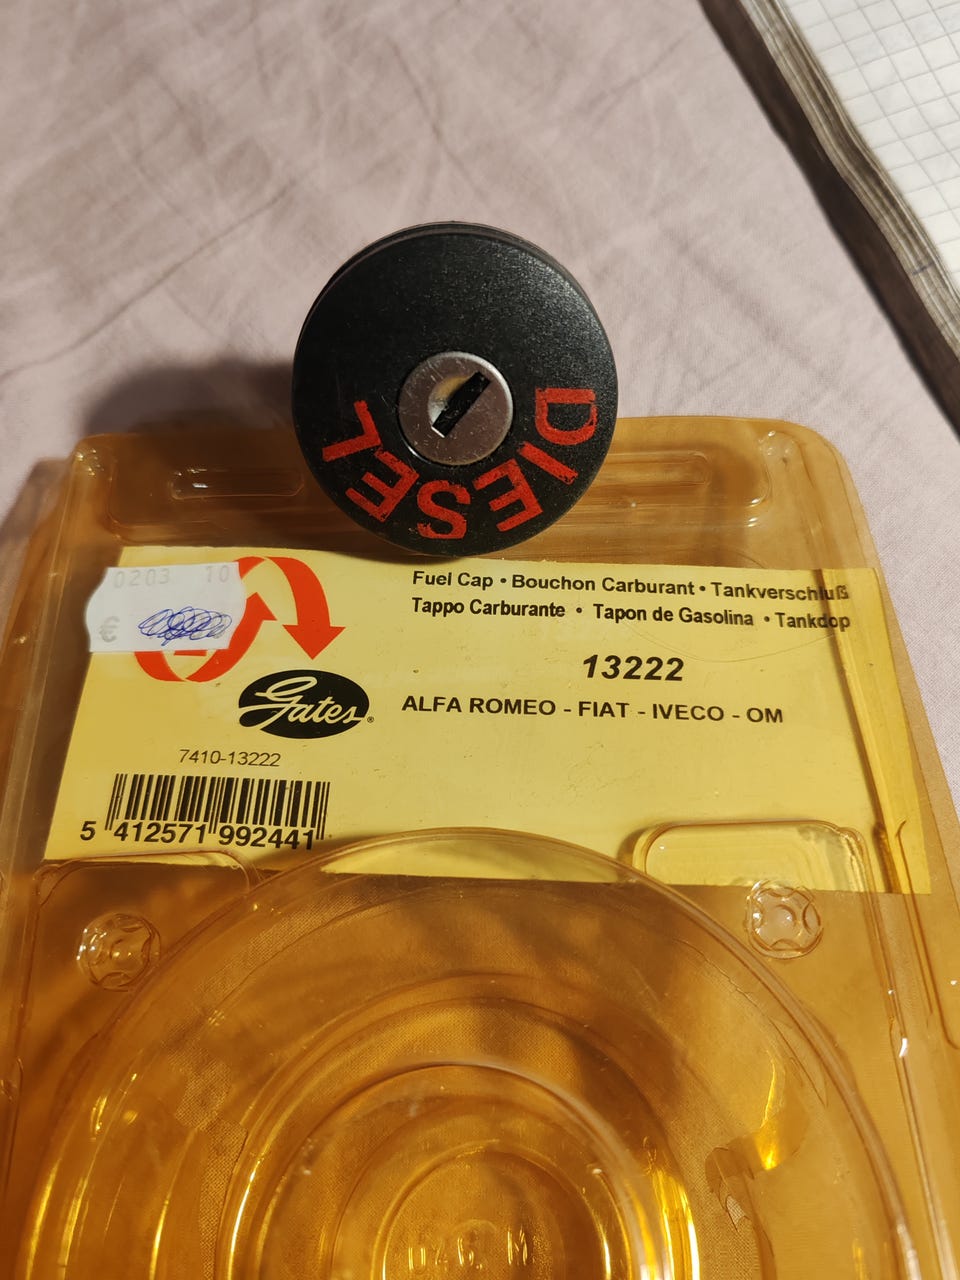 DIESEL
0203 10
€
Fuel Cap • Bouchon Carburant • Tankverschluß
Tappo Carburante • Tapon de Gasolina • Tankdop
13222
Gates®
ALFA ROMEO - FIAT - IVECO - OM
7410-13222
5 412571 992441